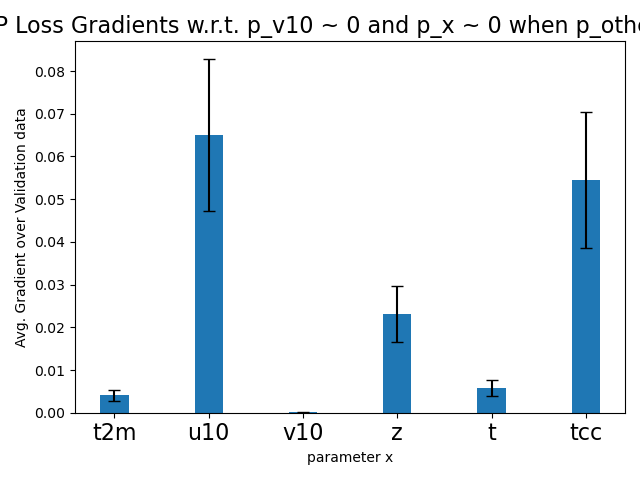 P Loss Gradients w.r.t. p_v10 ~ 0 and p_x ~ 0 when
Avg. Gradient over Validation data
0.08
0.07
0.06
0.05
0.04
0.03
0.02
0.01
0.00
t2m u10 v10 z t tcc
parameter x